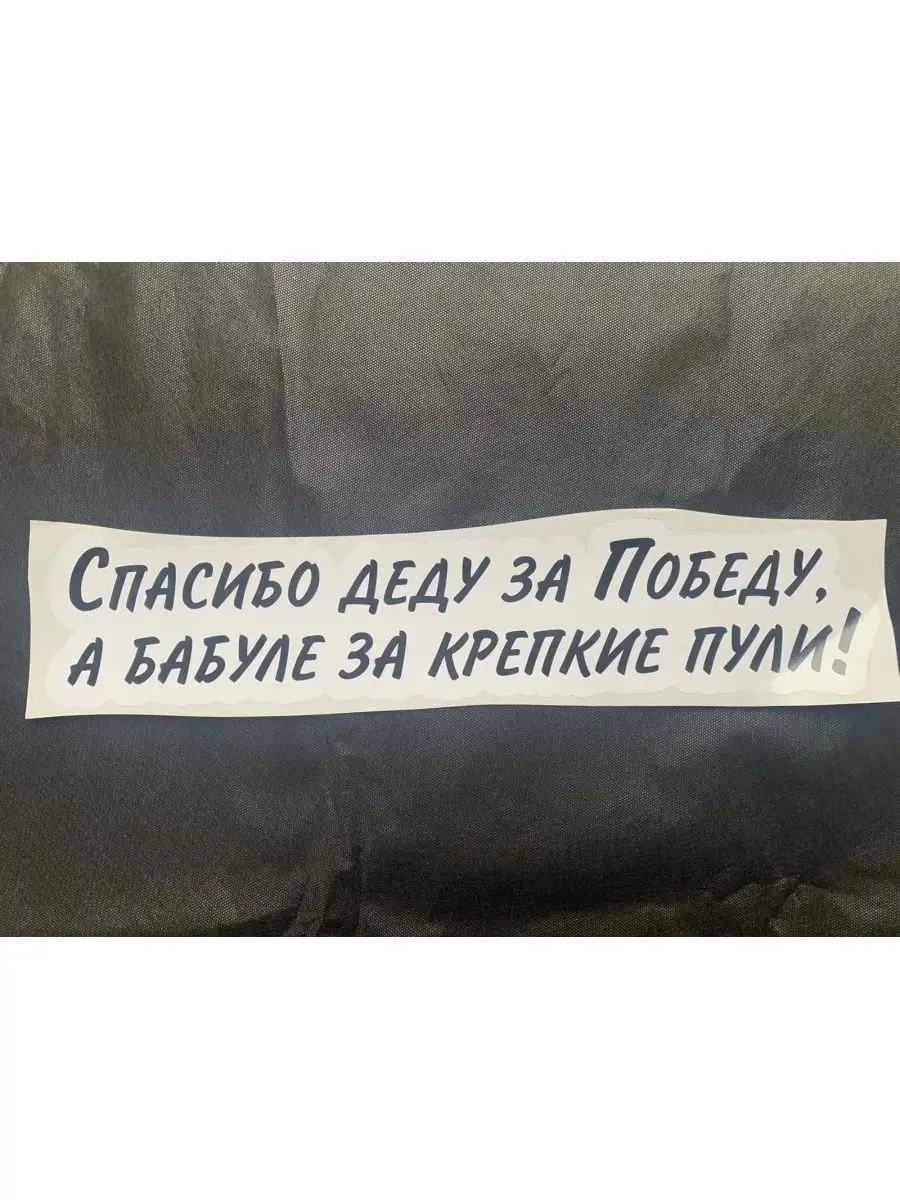 Спасибо деду за Победу,
а бабуле за крепкие пули!